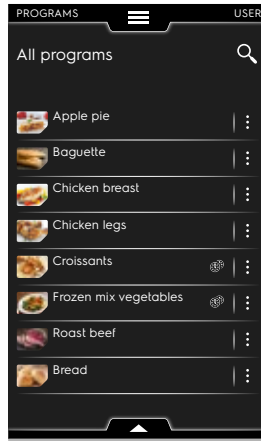 PROGRAMS USER
All programs
Apple pie
Baguette
Chicken breast
Chicken legs
Croissants
Frozen mix vegetables
Roast beef
Bread